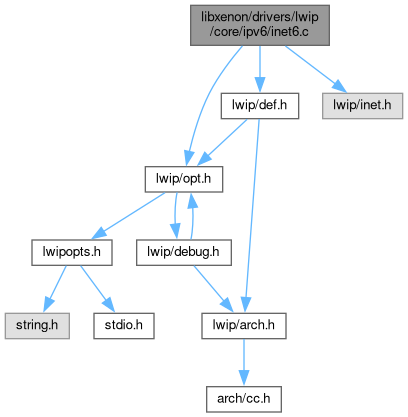 libxenon/drivers/lwip
/core/ipv6/inet6.c
lwip/def.h
lwip/inet.h
lwip/opt.h
lwipopts.h
lwip/debug.h
string.h
stdio.h
lwip/arch.h
arch/cc.h